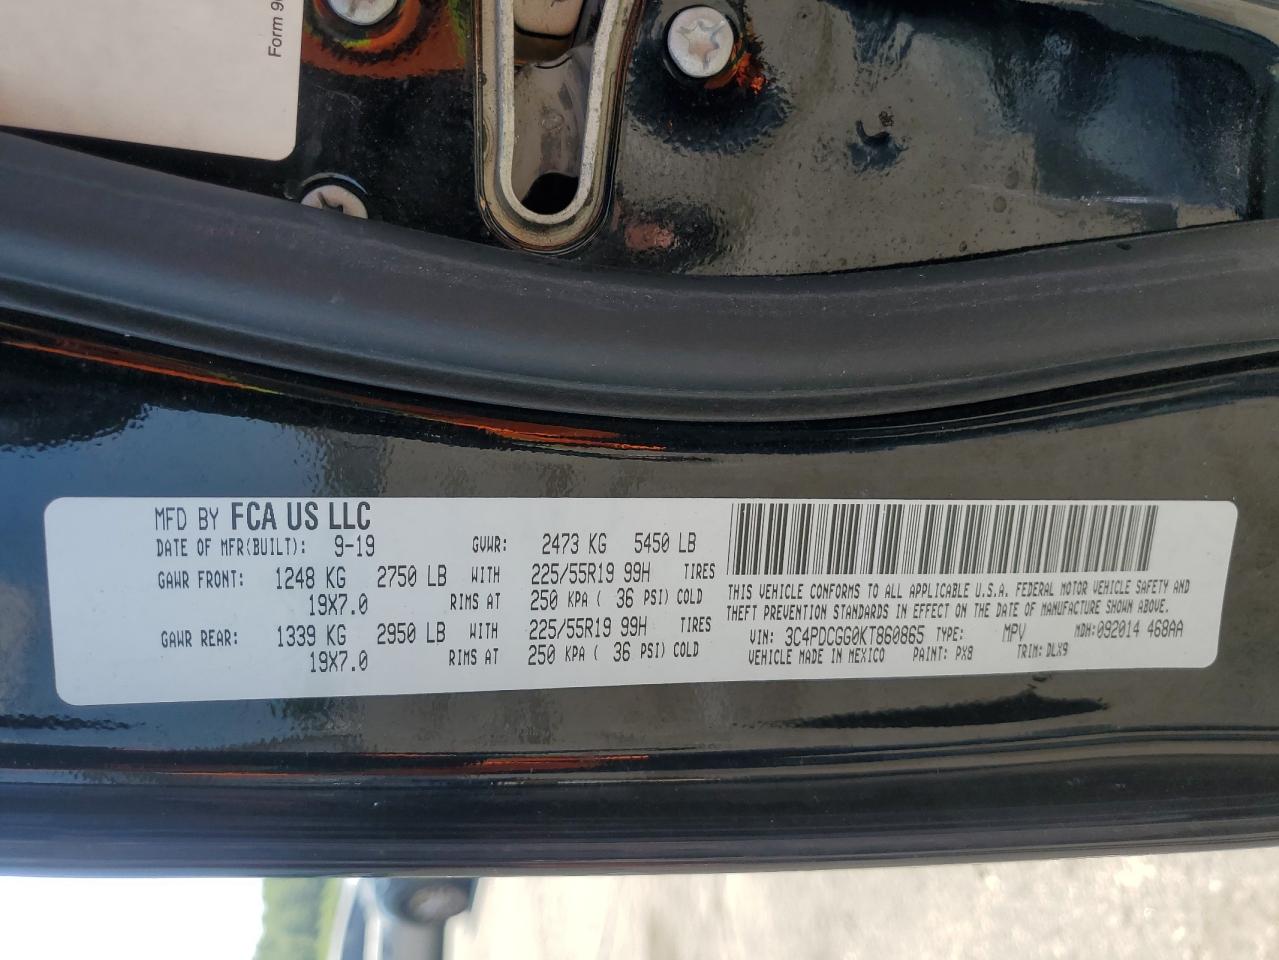 Form
MFD BY FCA US LLC
DATE OF MFR(BUILT): 9-19 GVWR: 2473 KG 5450 LB
GAWR FRONT: 1248 KG 2750 LB WITH 225/55R19 99H TIRES
19X7.0 RIMS AT 250 KPA ( 36 PSI) COLD
GAWR REAR: 1339 KG 2950 LB WITH 225/55R19 99H TIRES
19X7.0 RIMS AT 250 KPA ( 36 PSI) COLD
THIS VEHICLE CONFORMS TO ALL APPLICABLE U.S.A. FEDERAL MOTOR VEHICLE SAFETY AND
THEFT PREVENTION STANDARDS IN EFFECT ON THE DATE OF MANUFACTURE SHOWN ABOVE.
VIN: 3C4PDCGG0KT860865 TYPE: MPV MDH:092014 468AA
VEHICLE MADE IN MEXICO PAINT: PX8 TRIM: DLX9